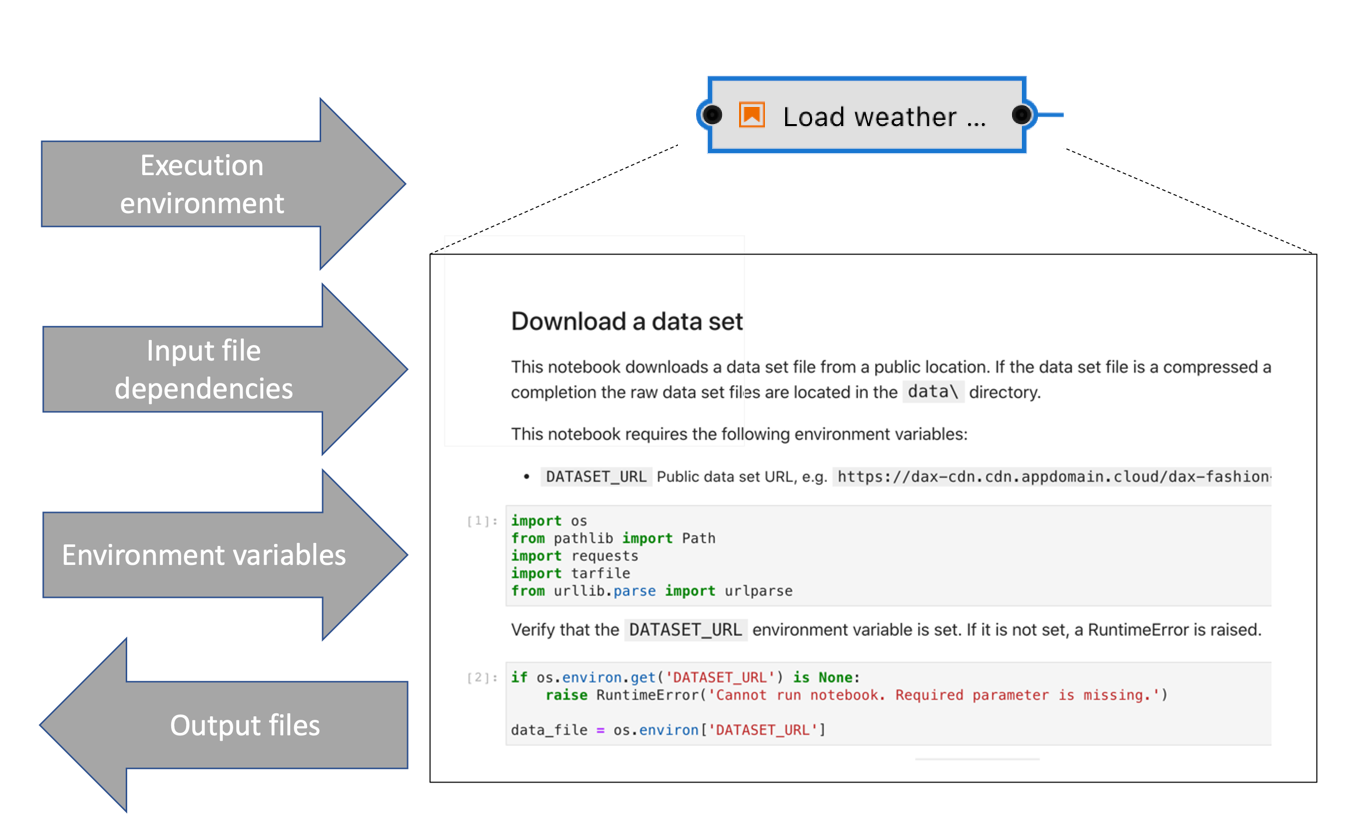 Load weather ...
Execution
environment
Input file
dependencies
Environment variables
Output files
Download a data set
This notebook downloads a data set file from a public location. If the data set file is a compressed a
completion the raw data set files are located in the data\ directory.
This notebook requires the following environment variables:
• DATASET_URL Public data set URL, e.g. https://dax-cdn.cdn.appdomain.cloud/dax-fashion-
[1]: import os
from pathlib import Path
import requests
import tarfile
from urllib.parse import urlparse
Verify that the DATASET_URL environment variable is set. If it is not set, a RuntimeError is raised.
[2]: if os.environ.get('DATASET_URL') is None:
    raise RuntimeError('Cannot run notebook. Required parameter is missing.')
data_file = os.environ['DATASET_URL']